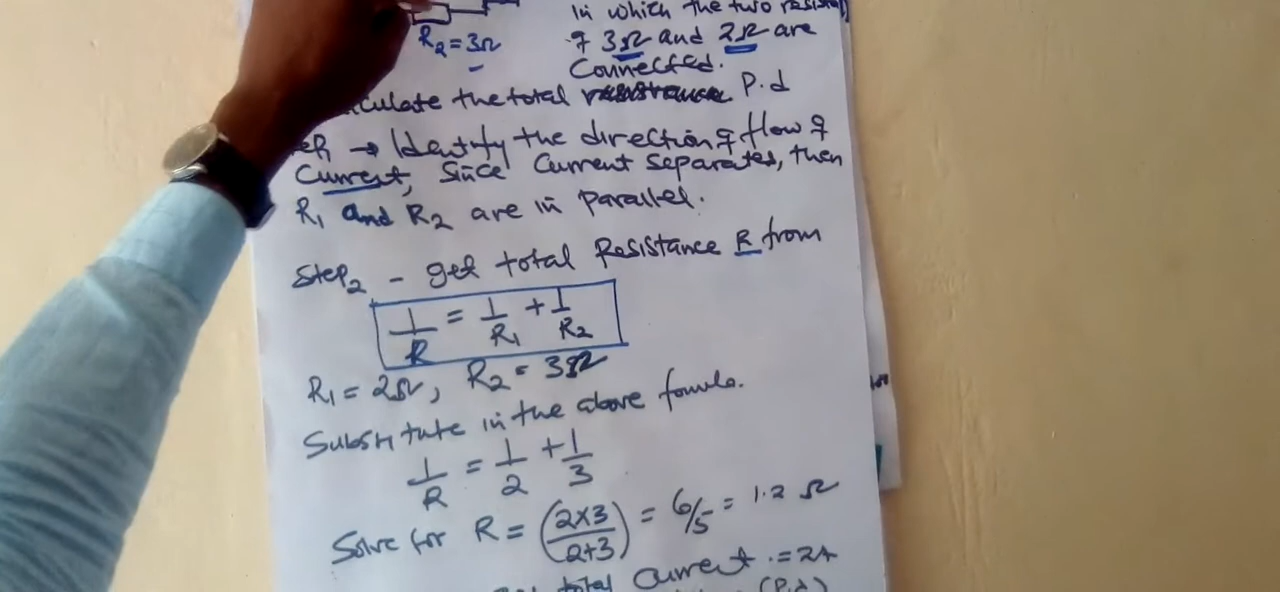 in which the two resistors
R₂ = 3Ω
of 3Ω and 2Ω are
Connected.
the total P.d
→ Identify the direction of flow of
Current, Since Current separates, then
R₁ and R₂ are in parallel.
Step₂ - get total Resistance R from
1/R = 1/R₁ + 1/R₂
R₁ = 2Ω, R₂ = 3Ω
Substitute in the above
1/R = 1/2 + 1/3
Solve for R = (2×3/2+3) = 6/5 = 1.2 Ω
total Current = 2A
(P.d)